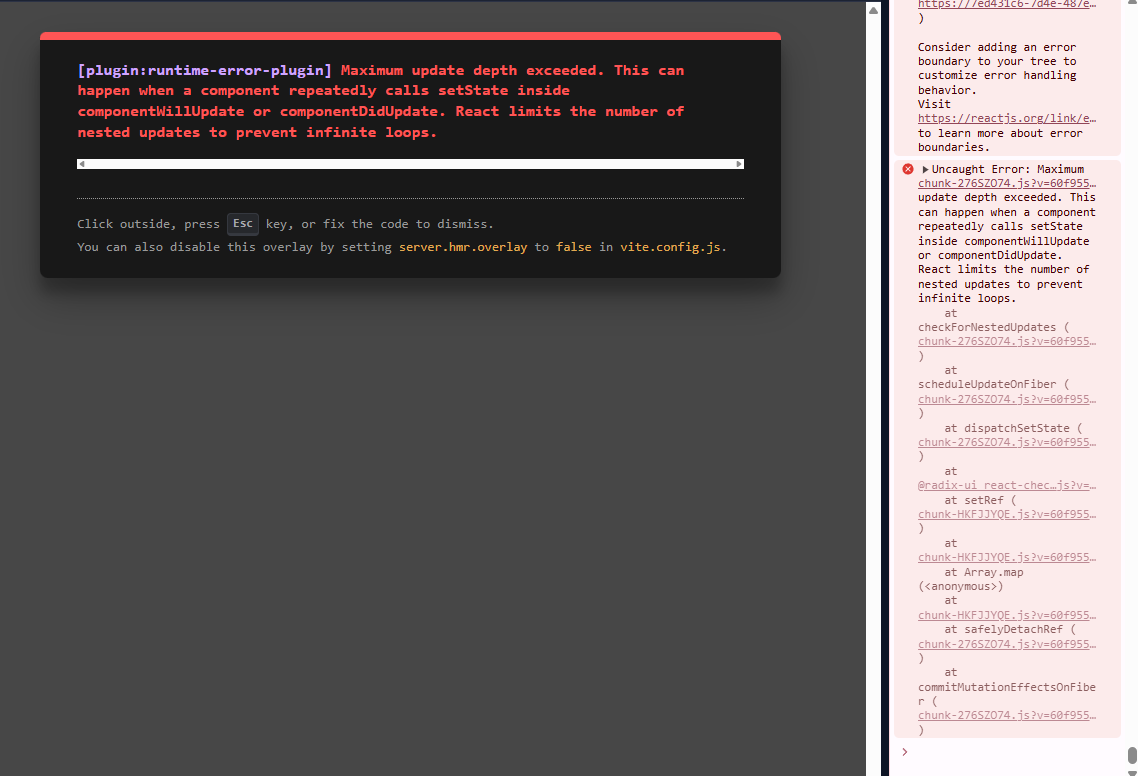 [plugin:runtime-error-plugin] Maximum update depth exceeded. This can
happen when a component repeatedly calls setState inside
componentWillUpdate or componentDidUpdate. React limits the number of
nested updates to prevent infinite loops.
Click outside, press Esc key, or fix the code to dismiss.
You can also disable this overlay by setting server.hmr.overlay to false in vite.config.js.
https://7ed431c6-7d4e-487e…
)
Consider adding an error
boundary to your tree to
customize error handling
behavior.
Visit
https://reactjs.org/link/e…
to learn more about error
boundaries.
Uncaught Error: Maximum
chunk-276SZO74.js?v=60f955…
update depth exceeded. This
can happen when a component
repeatedly calls setState
inside componentWillUpdate
or componentDidUpdate.
React limits the number of
nested updates to prevent
infinite loops.
at
checkForNestedUpdates (
chunk-276SZO74.js?v=60f955…
)
at
scheduleUpdateOnFiber (
chunk-276SZO74.js?v=60f955…
)
at dispatchSetState (
chunk-276SZO74.js?v=60f955…
)
at
@radix-ui_react-chec…js?v=…
at setRef (
chunk-HKFJJYQE.js?v=60f955…
)
at
chunk-HKFJJYQE.js?v=60f955…
at Array.map
(<anonymous>)
at
chunk-HKFJJYQE.js?v=60f955…
at safelyDetachRef (
chunk-276SZO74.js?v=60f955…
)
at
commitMutationEffectsOnFibe
r (
chunk-276SZO74.js?v=60f955…
)